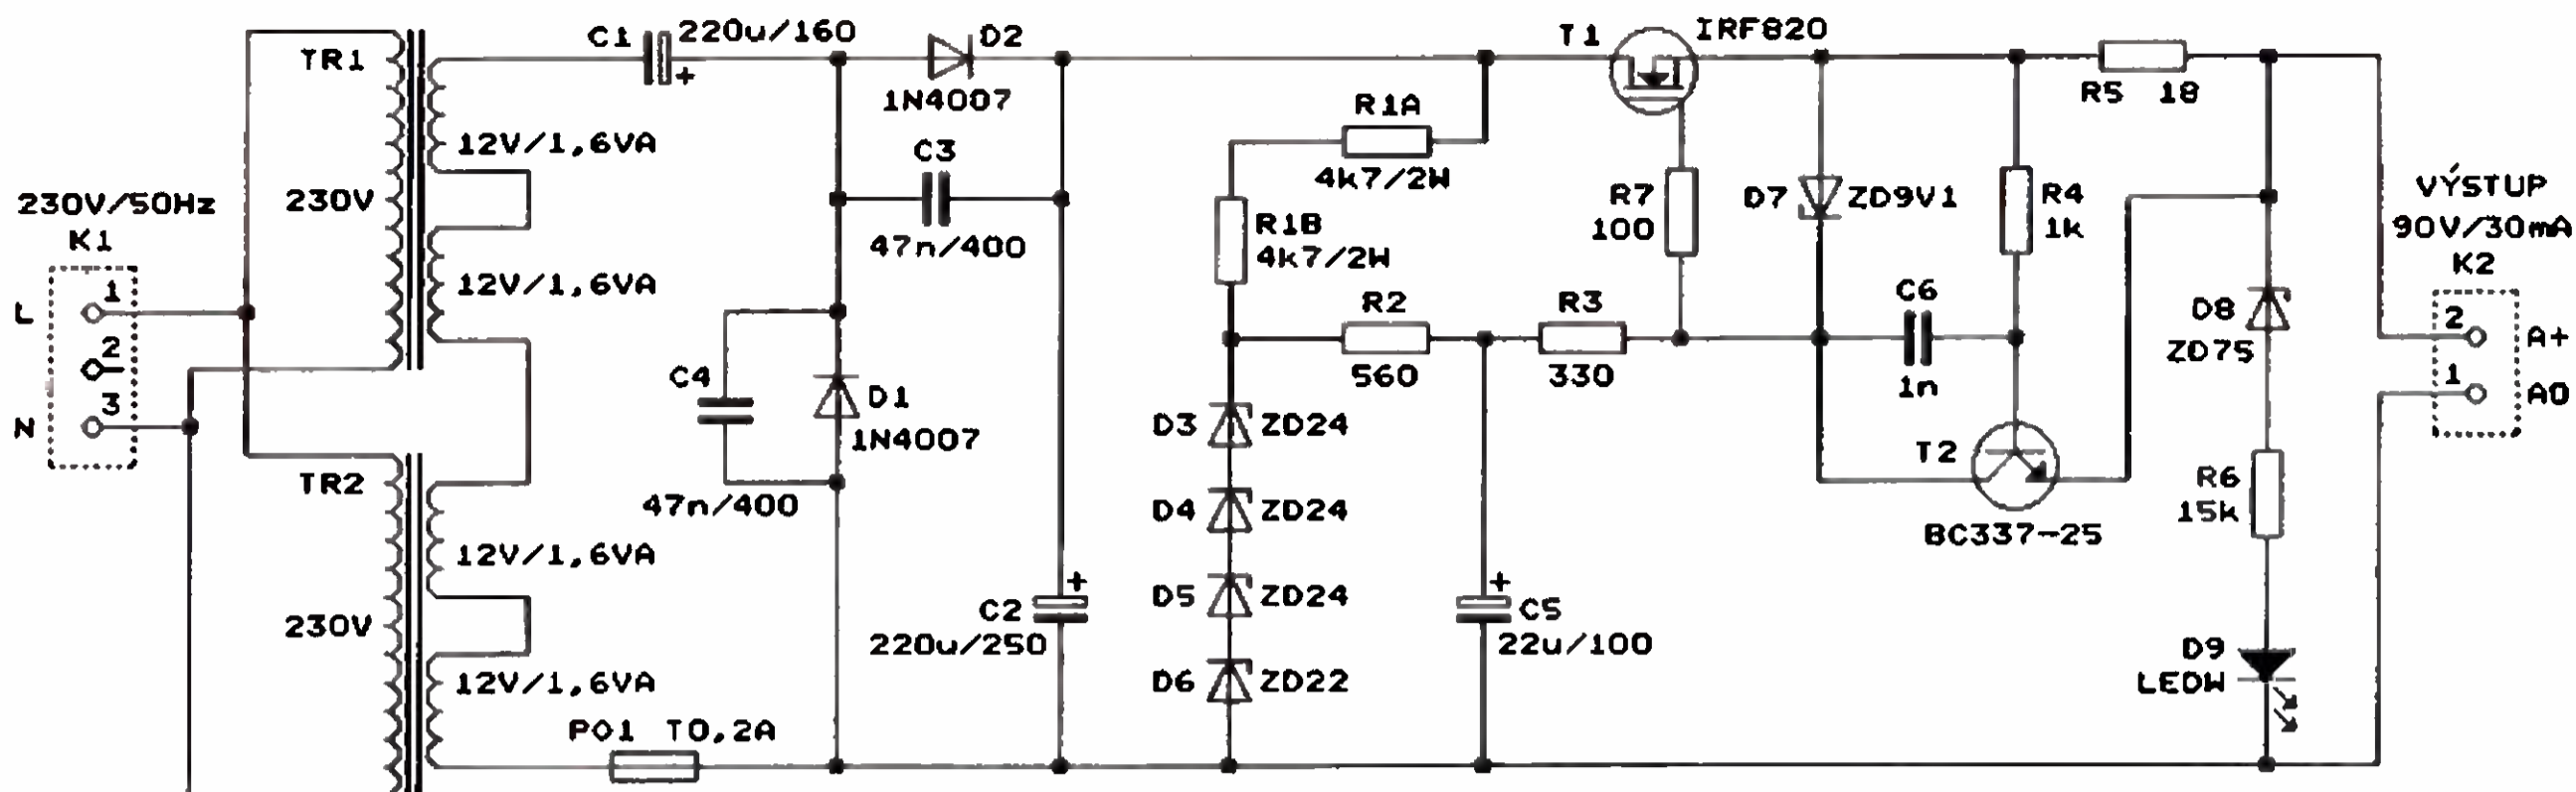 C1
220u/160
D2
1N4007
T1
IRF820
TR1
12V/1,6VA
230V
12V/1,6VA
C3
47n/400
R1A
4k7/2W
R1B
4k7/2W
R7
100
D7
ZD9V1
R4
1k
R5 18
VÝSTUP
90V/30mA
K2
2
A+
1
A0
230V/50Hz
K1
L
1
2
N
3
C4
47n/400
D1
1N4007
R2
560
R3
330
C6
1n
D8
ZD75
D3
ZD24
D4
ZD24
D5
ZD24
D6
ZD22
T2
BC337-25
R6
15k
TR2
12V/1,6VA
230V
12V/1,6VA
C2
220u/250
+
+
+
C5
22u/100
D9
LEDW
PO1 T0,2A